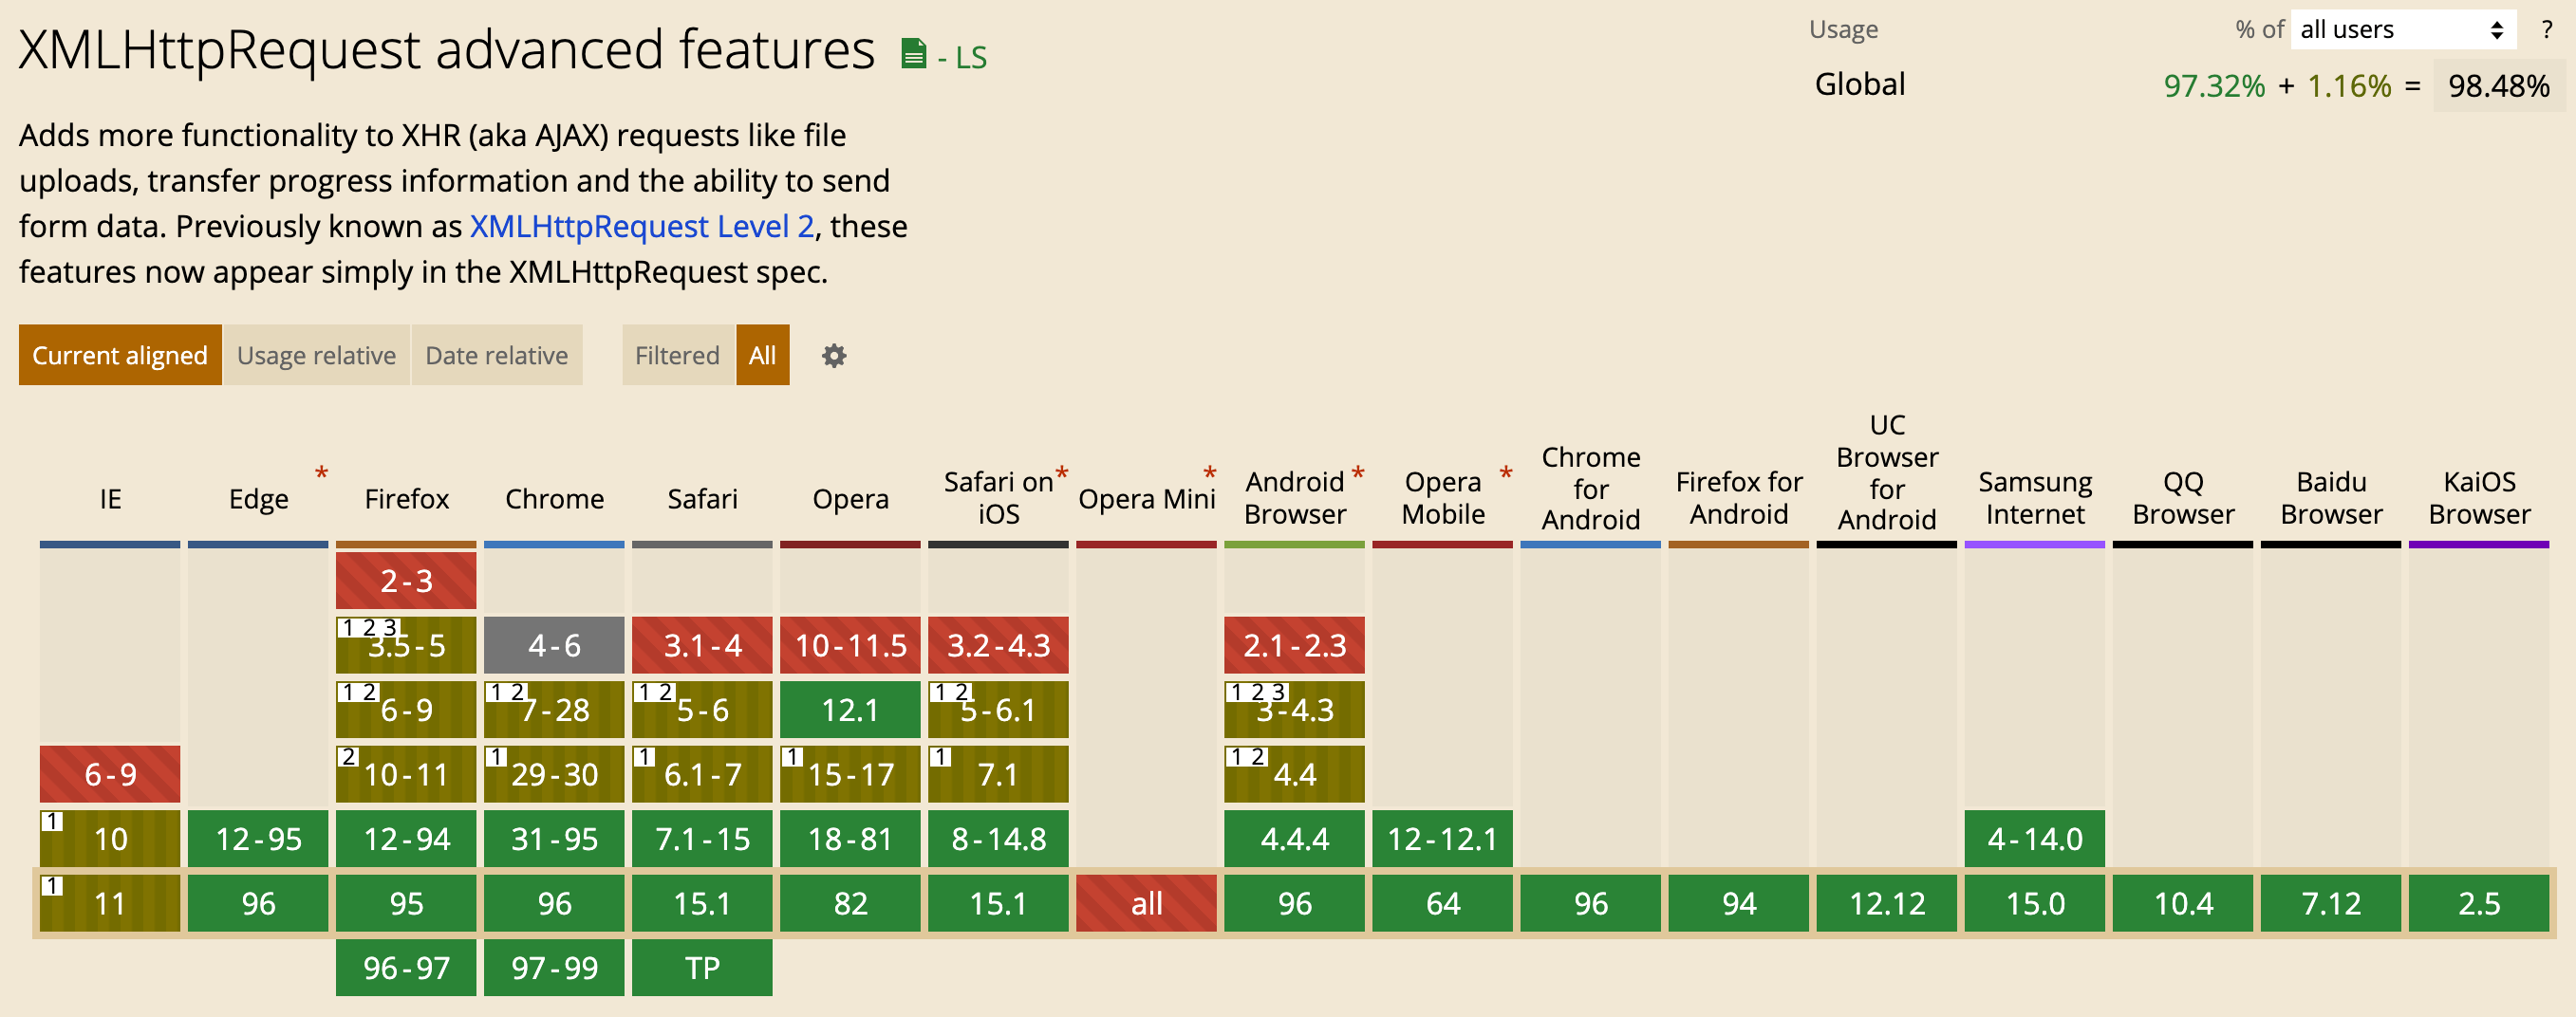 XMLHttpRequest advanced features - LS
Usage % of all users ?
Global 97.32% + 1.16% = 98.48%
Adds more functionality to XHR (aka AJAX) requests like file
uploads, transfer progress information and the ability to send
form data. Previously known as XMLHttpRequest Level 2, these
features now appear simply in the XMLHttpRequest spec.
Current aligned Usage relative Date relative Filtered All
IE
Edge *
Firefox
Chrome
Safari
Opera
Safari on *
iOS
Opera Mini *
Android *
Browser
Opera *
Mobile
Chrome
for
Android
Firefox for
Android
UC
Browser
for
Android
Samsung
Internet
QQ
Browser
Baidu
Browser
KaiOS
Browser
2-3
1 2 3 3.5-5 4-6 3.1-4 10-11.5 3.2-4.3 2.1-2.3
1 2 6-9 1 2 7-28 1 2 5-6 12.1 1 2 5-6.1 1 2 3 3-4.3
6-9 2 10-11 1 29-30 1 6.1-7 1 15-17 1 7.1 1 2 4.4
1 10 12-95 12-94 31-95 7.1-15 18-81 8-14.8 4.4.4 12-12.1 4-14.0
1 11 96 95 96 15.1 82 15.1 all 96 64 96 94 12.12 15.0 10.4 7.12 2.5
96-97 97-99 TP